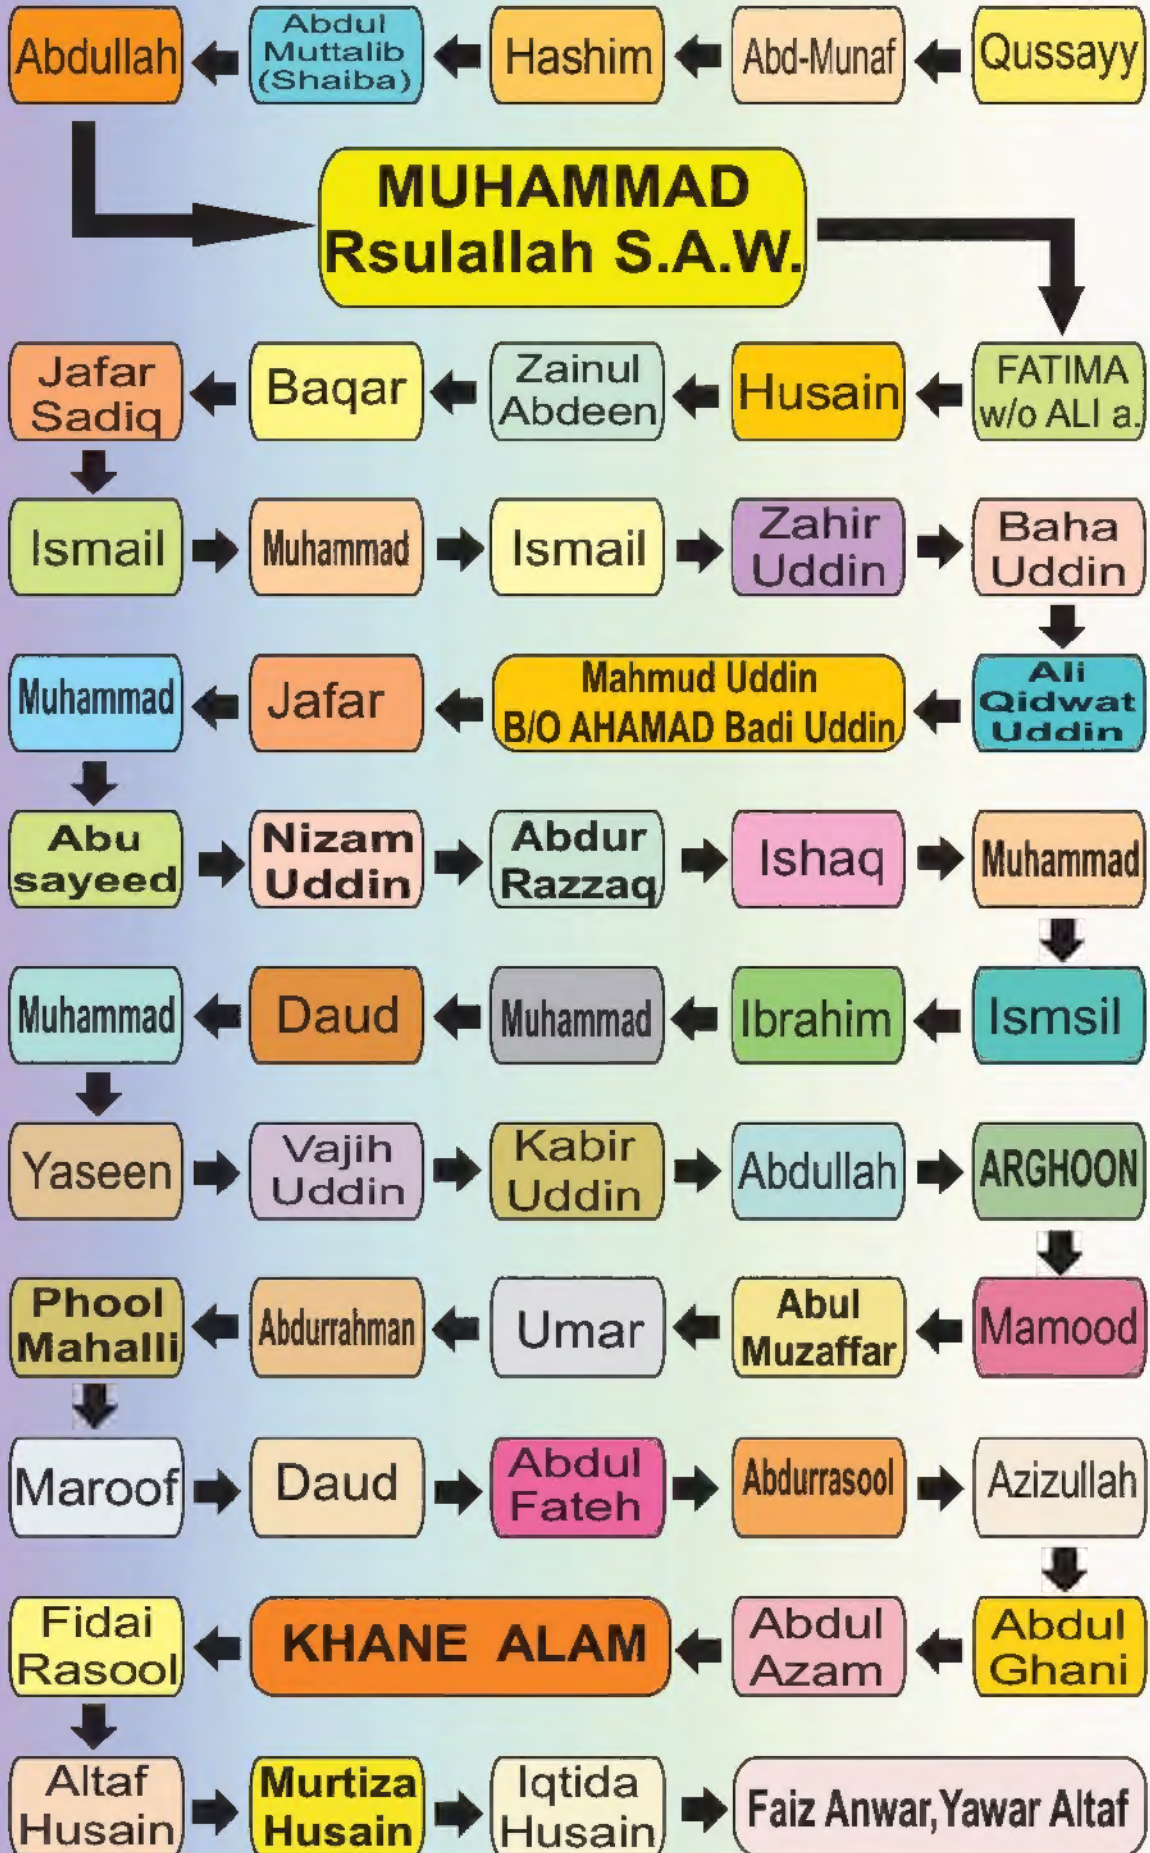 Abdullah
Abdul
Muttalib
(Shaiba)
Hashim
Abd-Munaf
Qussayy
MUHAMMAD
Rsulallah S.A.W.
Jafar
Sadiq
Baqar
Zainul
Abdeen
Husain
FATIMA
w/o ALI a.
Ismail
Muhammad
Ismail
Zahir
Uddin
Baha
Uddin
Muhammad
Jafar
Mahmud Uddin
B/O AHAMAD Badi Uddin
Ali
Qidwat
Uddin
Abu
sayeed
Nizam
Uddin
Abdur
Razzaq
Ishaq
Muhammad
Muhammad
Daud
Muhammad
Ibrahim
Ismsil
Yaseen
Vajih
Uddin
Kabir
Uddin
Abdullah
ARGHOON
Phool
Mahalli
Abdurrahman
Umar
Abul
Muzaffar
Mamood
Maroof
Daud
Abdul
Fateh
Abdurrasool
Azizullah
Fidai
Rasool
KHANE ALAM
Abdul
Azam
Abdul
Ghani
Altaf
Husain
Murtiza
Husain
Iqtida
Husain
Faiz Anwar,Yawar Altaf